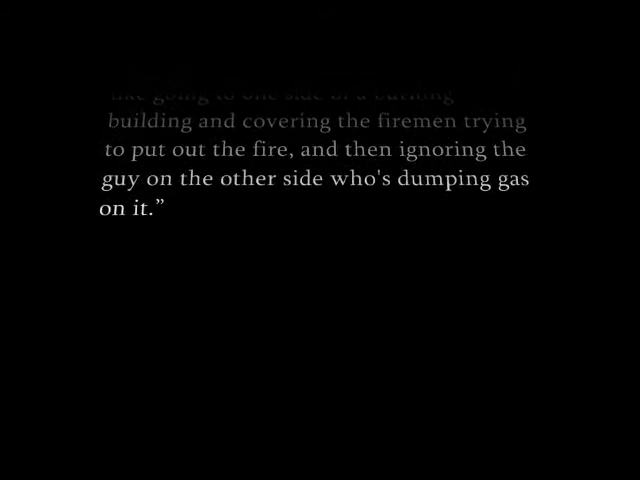 like going to one side of a burning
building and covering the firemen trying
to put out the fire, and then ignoring the
guy on the other side who's dumping gas
on it.”